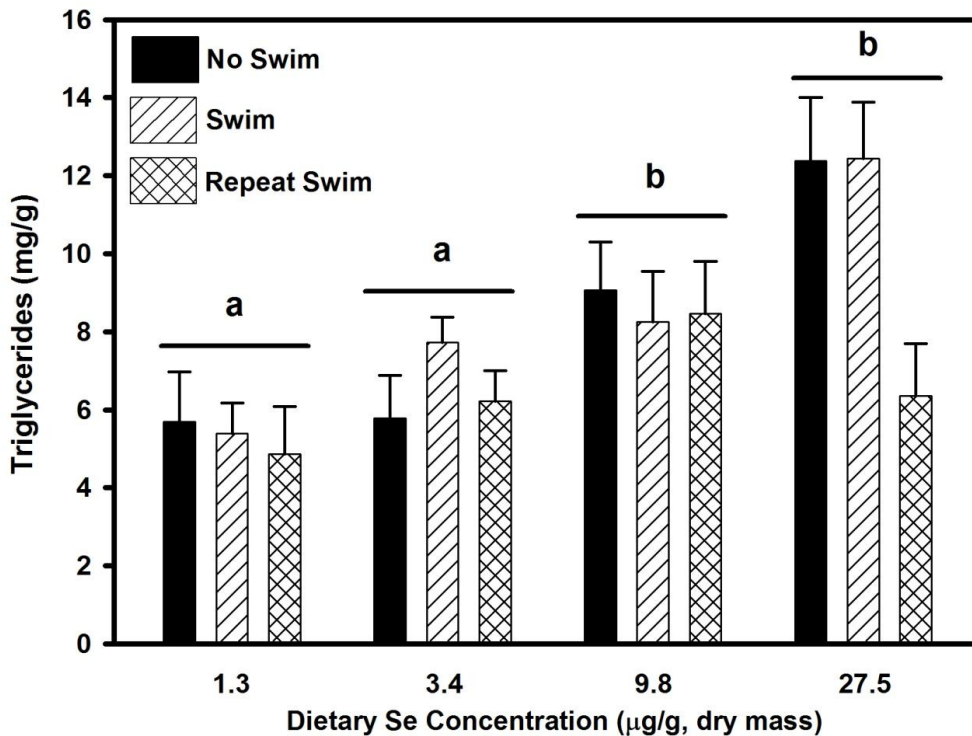 16
14
12
10
8
6
4
2
0
Triglycerides (mg/g)
No Swim
Swim
Repeat Swim
a
a
b
b
1.3 3.4 9.8 27.5
Dietary Se Concentration (μg/g, dry mass)